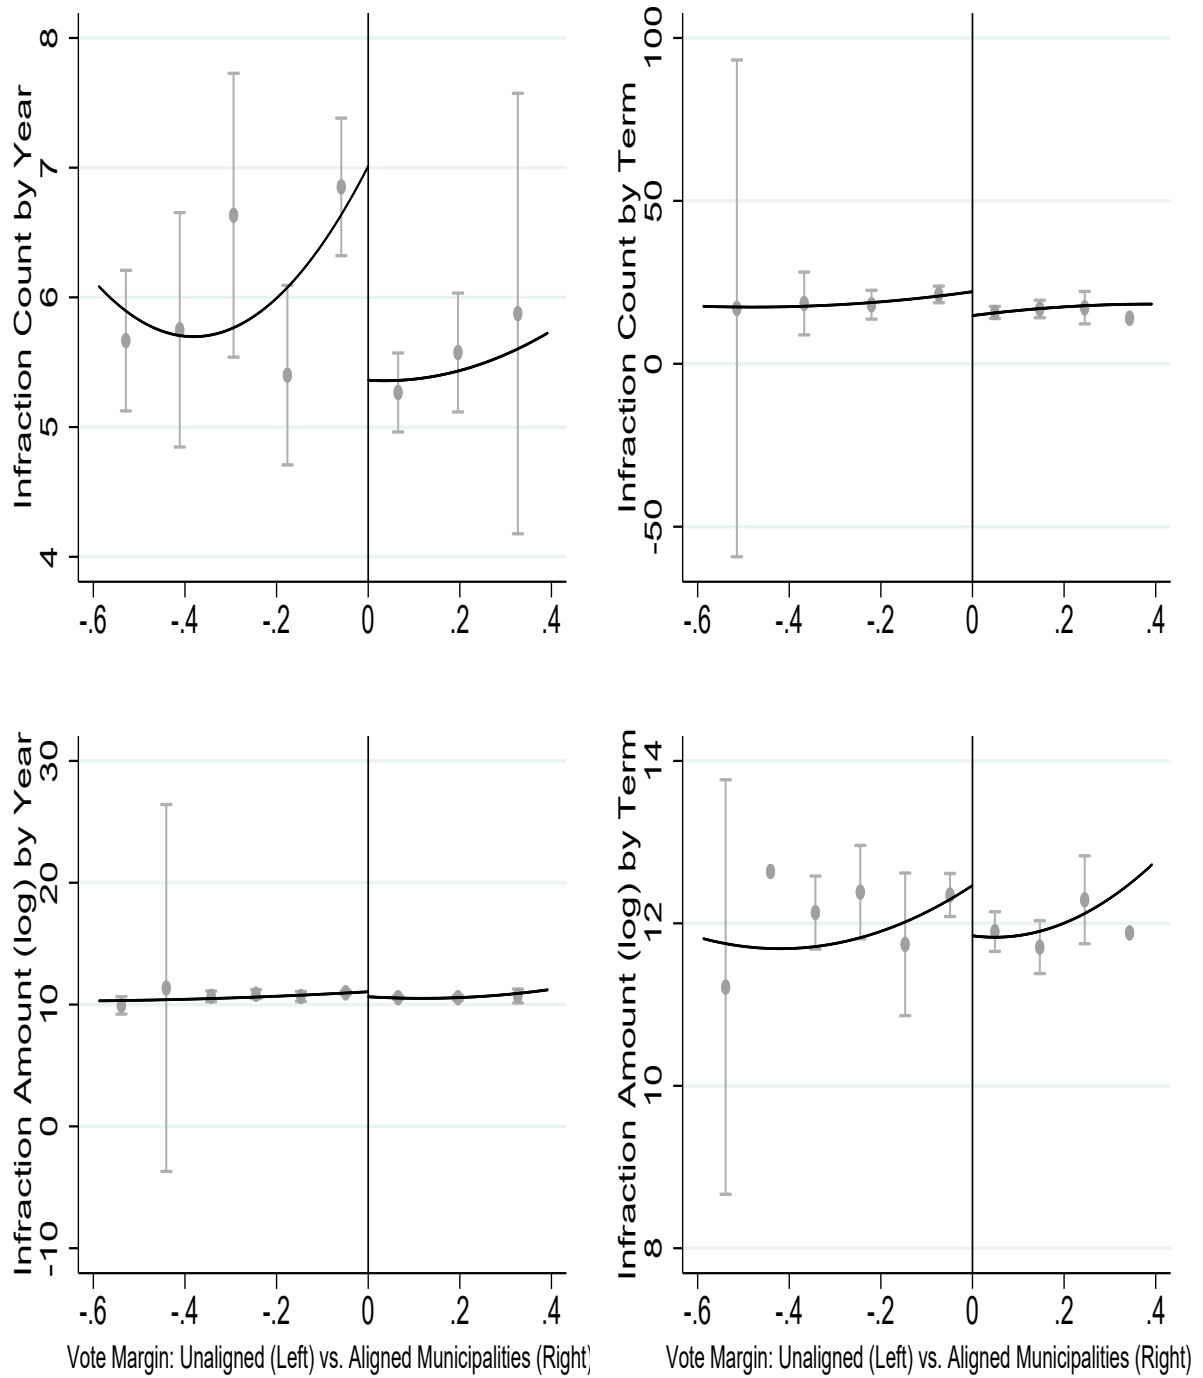 Infraction Count by Year
8
7
6
5
4
-.6 -.4 -.2 0 .2 .4
Infraction Count by Term
100
50
0
-50
-.6 -.4 -.2 0 .2 .4
Infraction Amount (log) by Year
30
20
10
0
-10
-.6 -.4 -.2 0 .2 .4
Vote Margin: Unaligned (Left) vs. Aligned Municipalities (Right)
Infraction Amount (log) by Term
14
12
10
8
-.6 -.4 -.2 0 .2 .4
Vote Margin: Unaligned (Left) vs. Aligned Municipalities (Right)